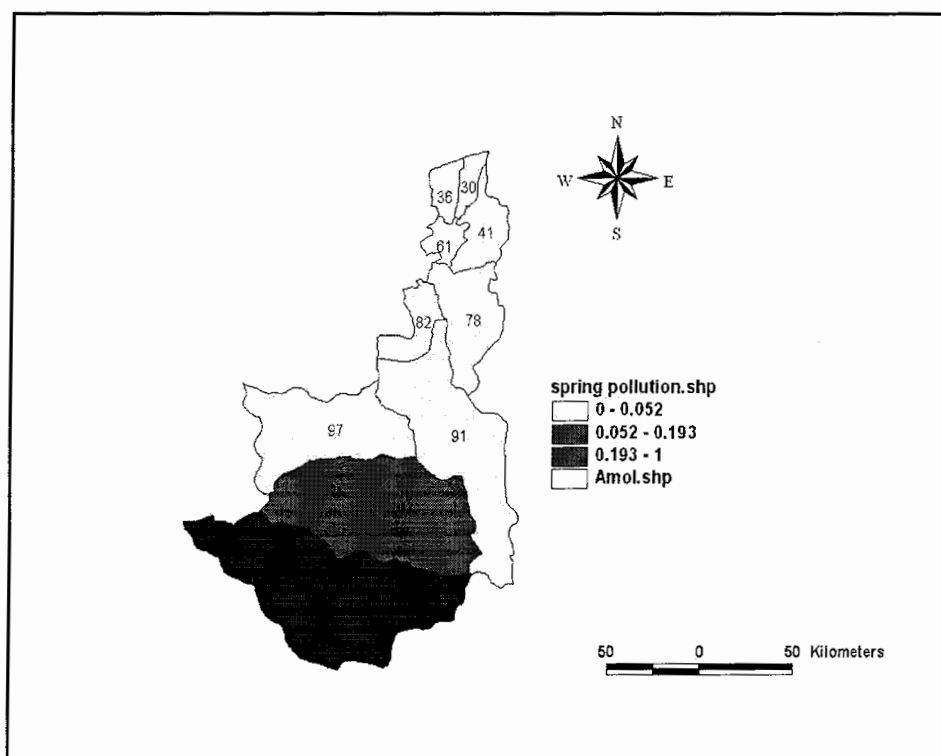 N
W E
S
36
30
41
61
82
78
97
91
spring pollution.shp
0 - 0.052
0.052 - 0.193
0.193 - 1
Amol.shp
50 0 50 Kilometers